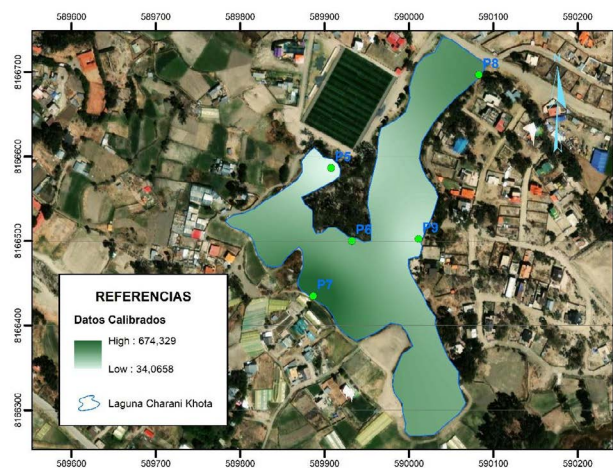 589600 589700 589800 589900 590000 590100 590200
8166700
8166600
8166500
8166400
8166300
P8
P5
P6
P9
P7
REFERENCIAS
Datos Calibrados
High : 674,329
Low : 34,0658
Laguna Charani Khota
589600 589700 589800 589900 590000 590100 590200